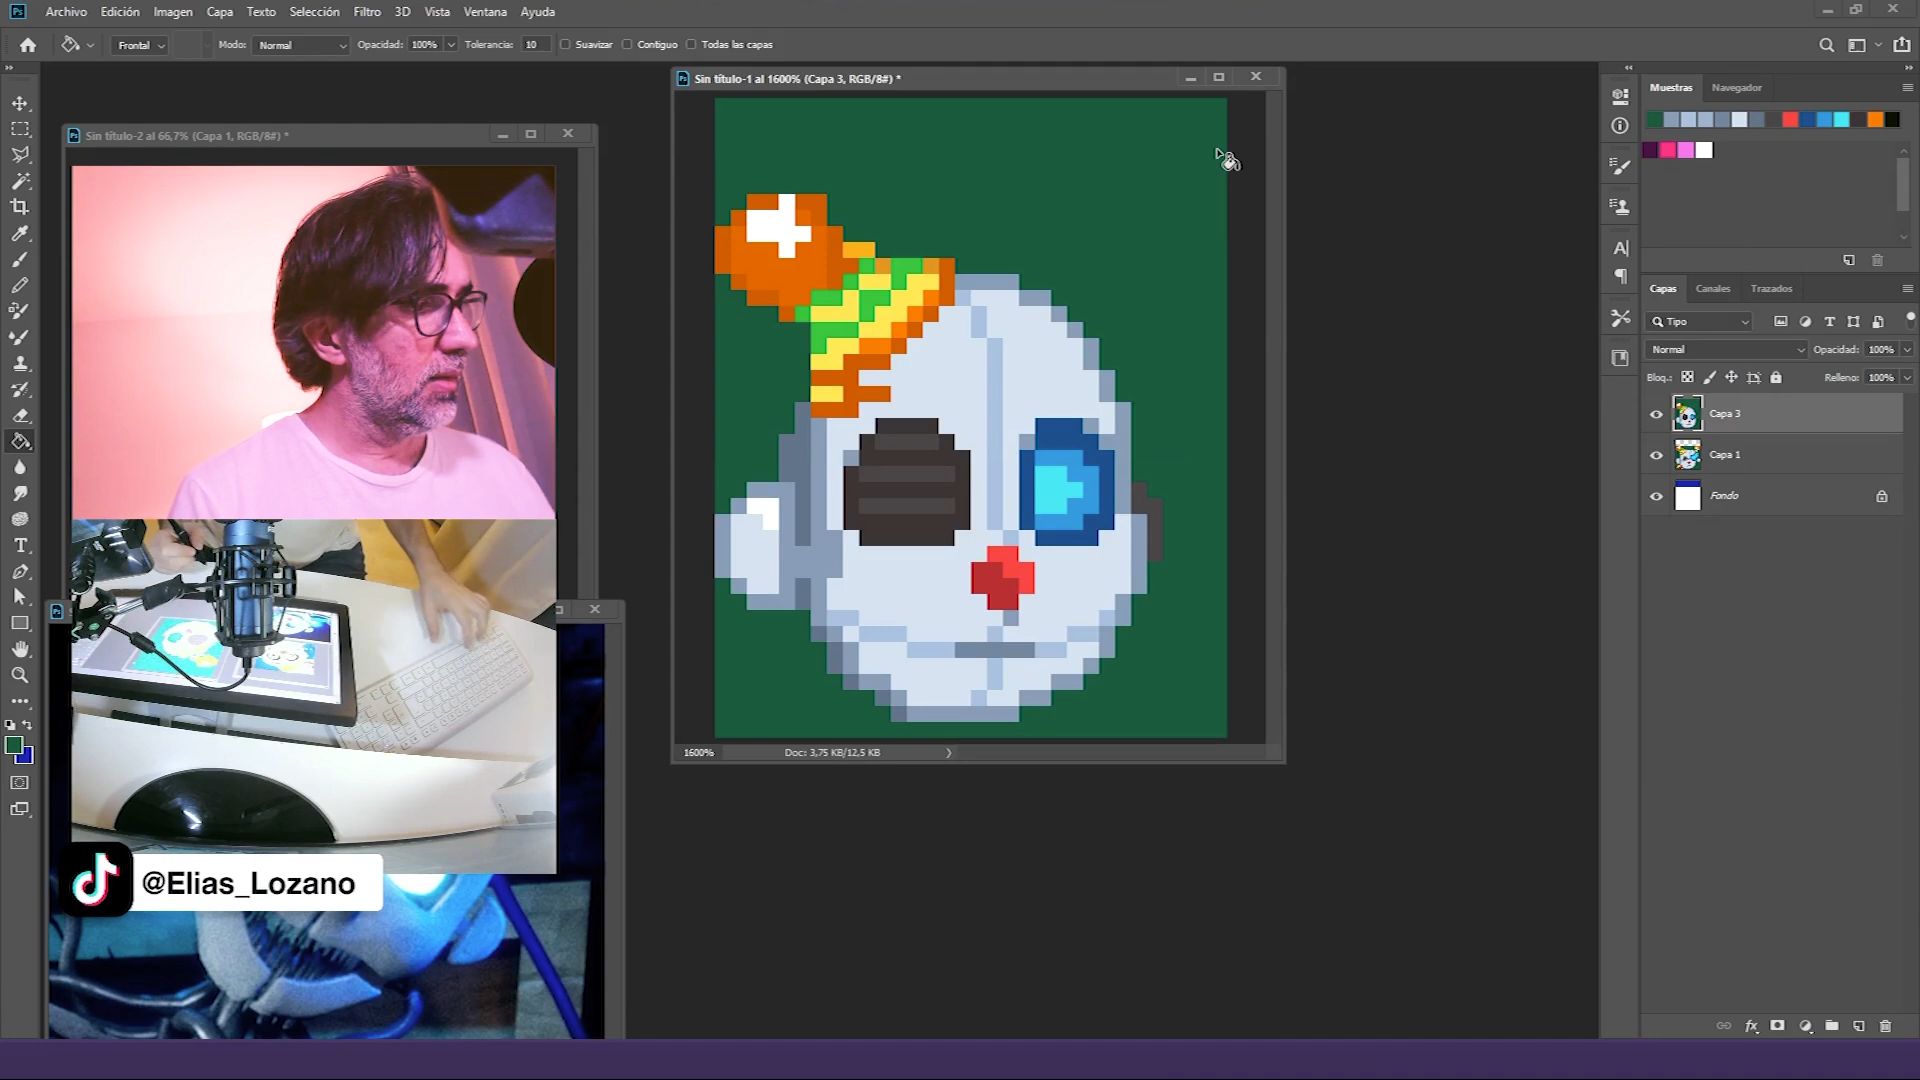 Ps Archivo Edición Imagen Capa Texto Selección Filtro 3D Vista Ventana Ayuda
Frontal Modo: Normal Opacidad: 100% Tolerancia: 10 Suavizar Contiguo Todas las capas
Sin título-1 al 1600% (Capa 3, RGB/8#) *
Sin título-2 al 66,7% (Capa 1, RGB/8#) *
@Elias_Lozano
1600% Doc: 3,75 KB/12,5 KB
Muestras Navegador
Capas Canales Trazados
Tipo
Normal Opacidad: 100%
Bloq.: Relleno: 100%
Capa 3
Capa 1
Fondo
fx